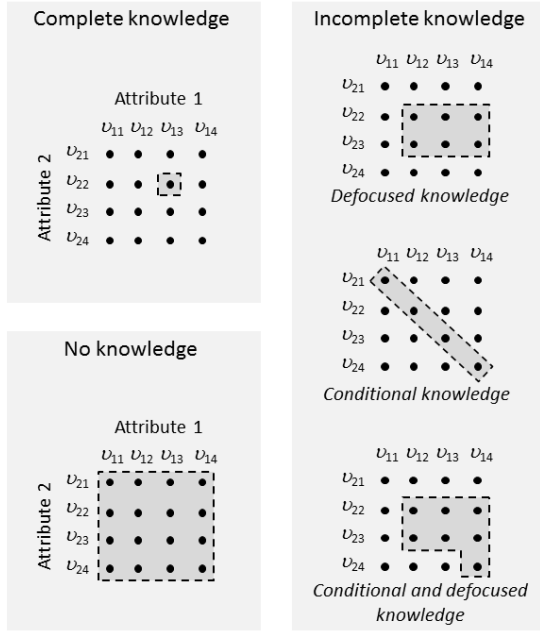 Complete knowledge
Attribute 1
υ11 υ12 υ13 υ14
Attribute 2
υ21
υ22
υ23
υ24
No knowledge
Attribute 1
υ11 υ12 υ13 υ14
Attribute 2
υ21
υ22
υ23
υ24
Incomplete knowledge
υ11 υ12 υ13 υ14
υ21
υ22
υ23
υ24
Defocused knowledge
υ11 υ12 υ13 υ14
υ21
υ22
υ23
υ24
Conditional knowledge
υ11 υ12 υ13 υ14
υ21
υ22
υ23
υ24
Conditional and defocused
knowledge